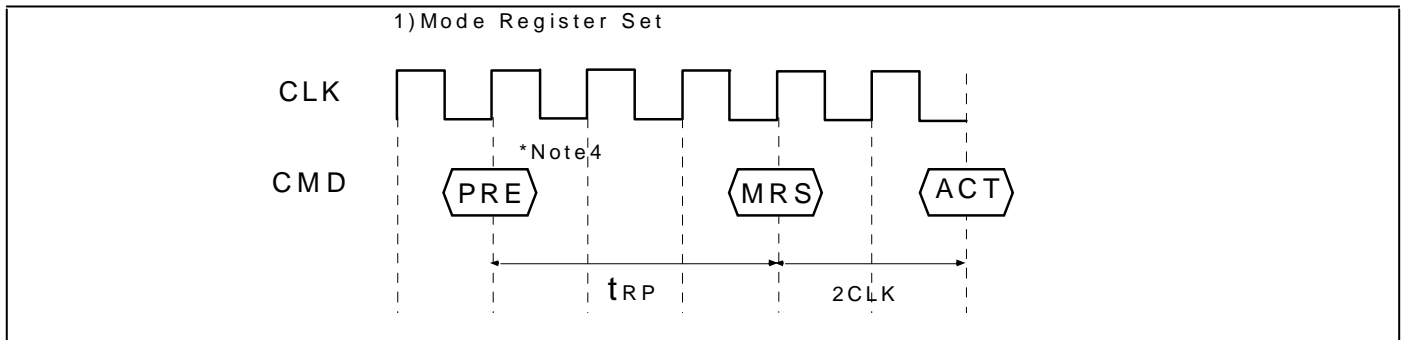 1)Mode Register Set
CLK
*Note4
CMD
PRE
MRS
ACT
tRP
2CLK